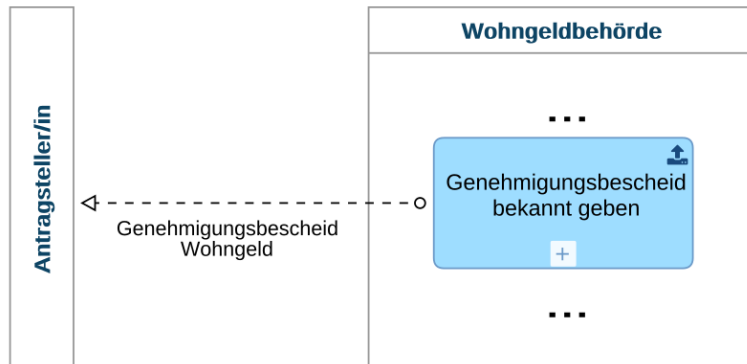 Wohngeldbehörde
Antragsteller/in
...
Genehmigungsbescheid
bekannt geben
Genehmigungsbescheid
Wohngeld
+
...